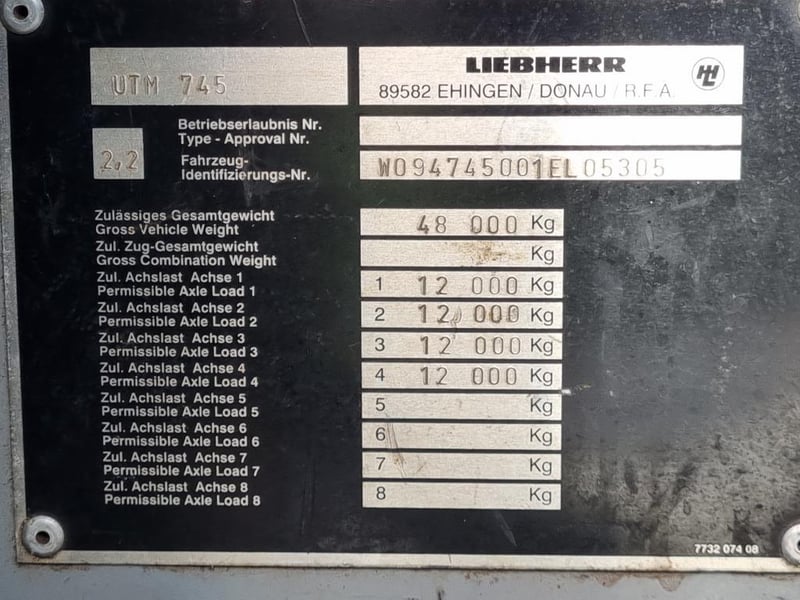 UTM 745
LIEBHERR
89582 EHINGEN / DONAU / R.F.A.
2,2
Betriebserlaubnis Nr.
Type - Approval Nr.
Fahrzeug-
Identifizierungs-Nr.
W094745001EL05305
Zulässiges Gesamtgewicht
Gross Vehicle Weight
48 000 Kg
Zul. Zug-Gesamtgewicht
Gross Combination Weight
Kg
Zul. Achslast Achse 1
Permissible Axle Load 1
1 12 000 Kg
Zul. Achslast Achse 2
Permissible Axle Load 2
2 12 000 Kg
Zul. Achslast Achse 3
Permissible Axle Load 3
3 12 000 Kg
Zul. Achslast Achse 4
Permissible Axle Load 4
4 12 000 Kg
Zul. Achslast Achse 5
Permissible Axle Load 5
5 Kg
Zul. Achslast Achse 6
Permissible Axle Load 6
6 Kg
Zul. Achslast Achse 7
Permissible Axle Load 7
7 Kg
Zul. Achslast Achse 8
Permissible Axle Load 8
8 Kg
7732 074 08